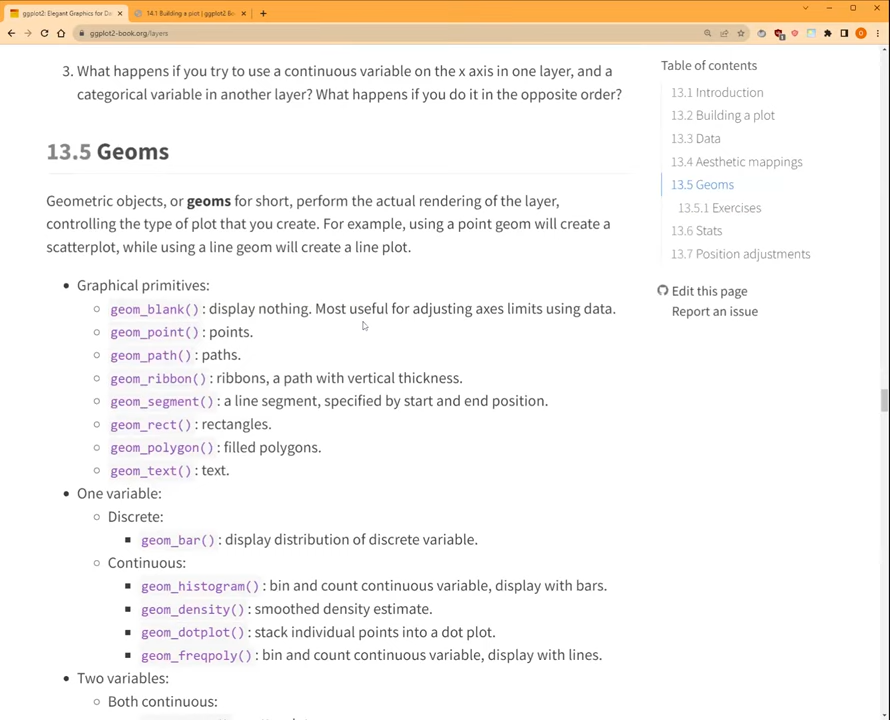 ggplot2: Elegant Graphics for Da
14.1 Building a plot | ggplot2 &e
ggplot2-book.org/layers
3. What happens if you try to use a continuous variable on the x axis in one layer, and a
categorical variable in another layer? What happens if you do it in the opposite order?
13.5 Geoms
Geometric objects, or geoms for short, perform the actual rendering of the layer,
controlling the type of plot that you create. For example, using a point geom will create a
scatterplot, while using a line geom will create a line plot.
• Graphical primitives:
◦ geom_blank() : display nothing. Most useful for adjusting axes limits using data.
◦ geom_point() : points.
◦ geom_path() : paths.
◦ geom_ribbon() : ribbons, a path with vertical thickness.
◦ geom_segment() : a line segment, specified by start and end position.
◦ geom_rect() : rectangles.
◦ geom_polygon() : filled polygons.
◦ geom_text() : text.
• One variable:
◦ Discrete:
▪ geom_bar() : display distribution of discrete variable.
◦ Continuous:
▪ geom_histogram() : bin and count continuous variable, display with bars.
▪ geom_density() : smoothed density estimate.
▪ geom_dotplot() : stack individual points into a dot plot.
▪ geom_freqpoly() : bin and count continuous variable, display with lines.
• Two variables:
◦ Both continuous:
Table of contents
13.1 Introduction
13.2 Building a plot
13.3 Data
13.4 Aesthetic mappings
13.5 Geoms
13.5.1 Exercises
13.6 Stats
13.7 Position adjustments
Edit this page
Report an issue